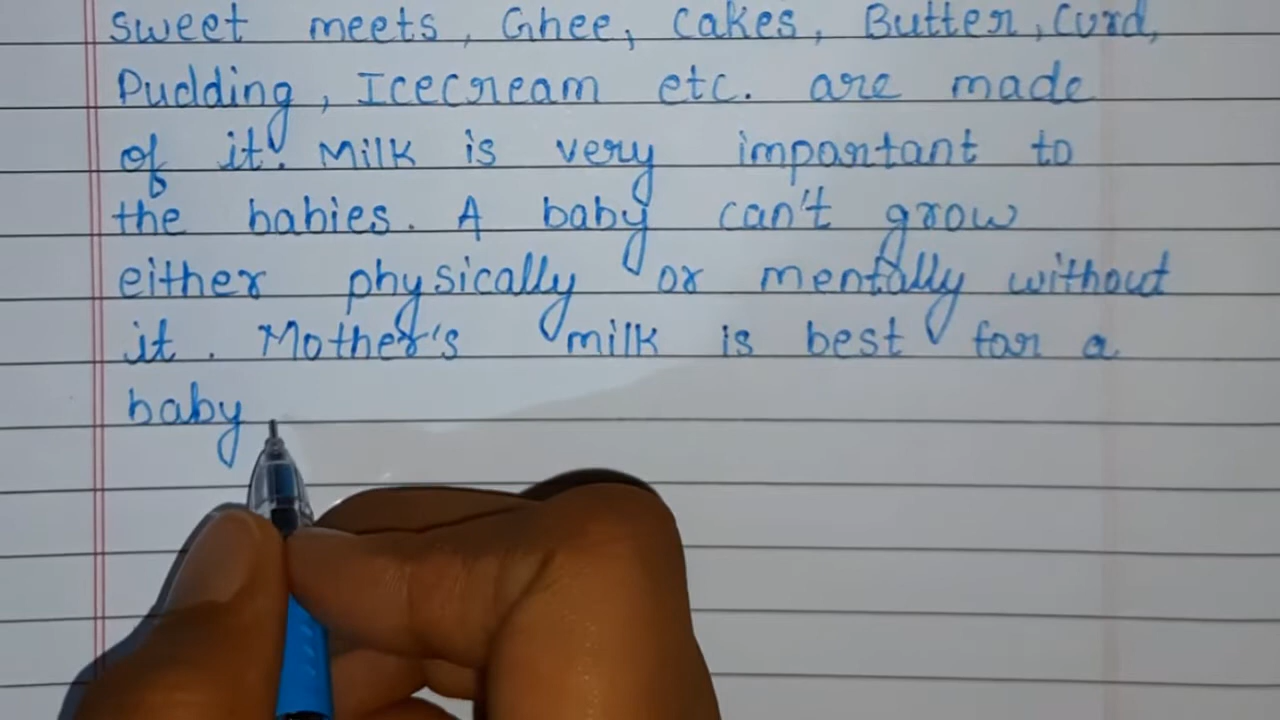 sweet meets, Ghee, Cakes, Butter, Curd,
Pudding, Icecream etc. are made
of it. Milk is very important to
the babies. A baby can't grow
either physically or mentally without
it. Mother's milk is best for a
baby